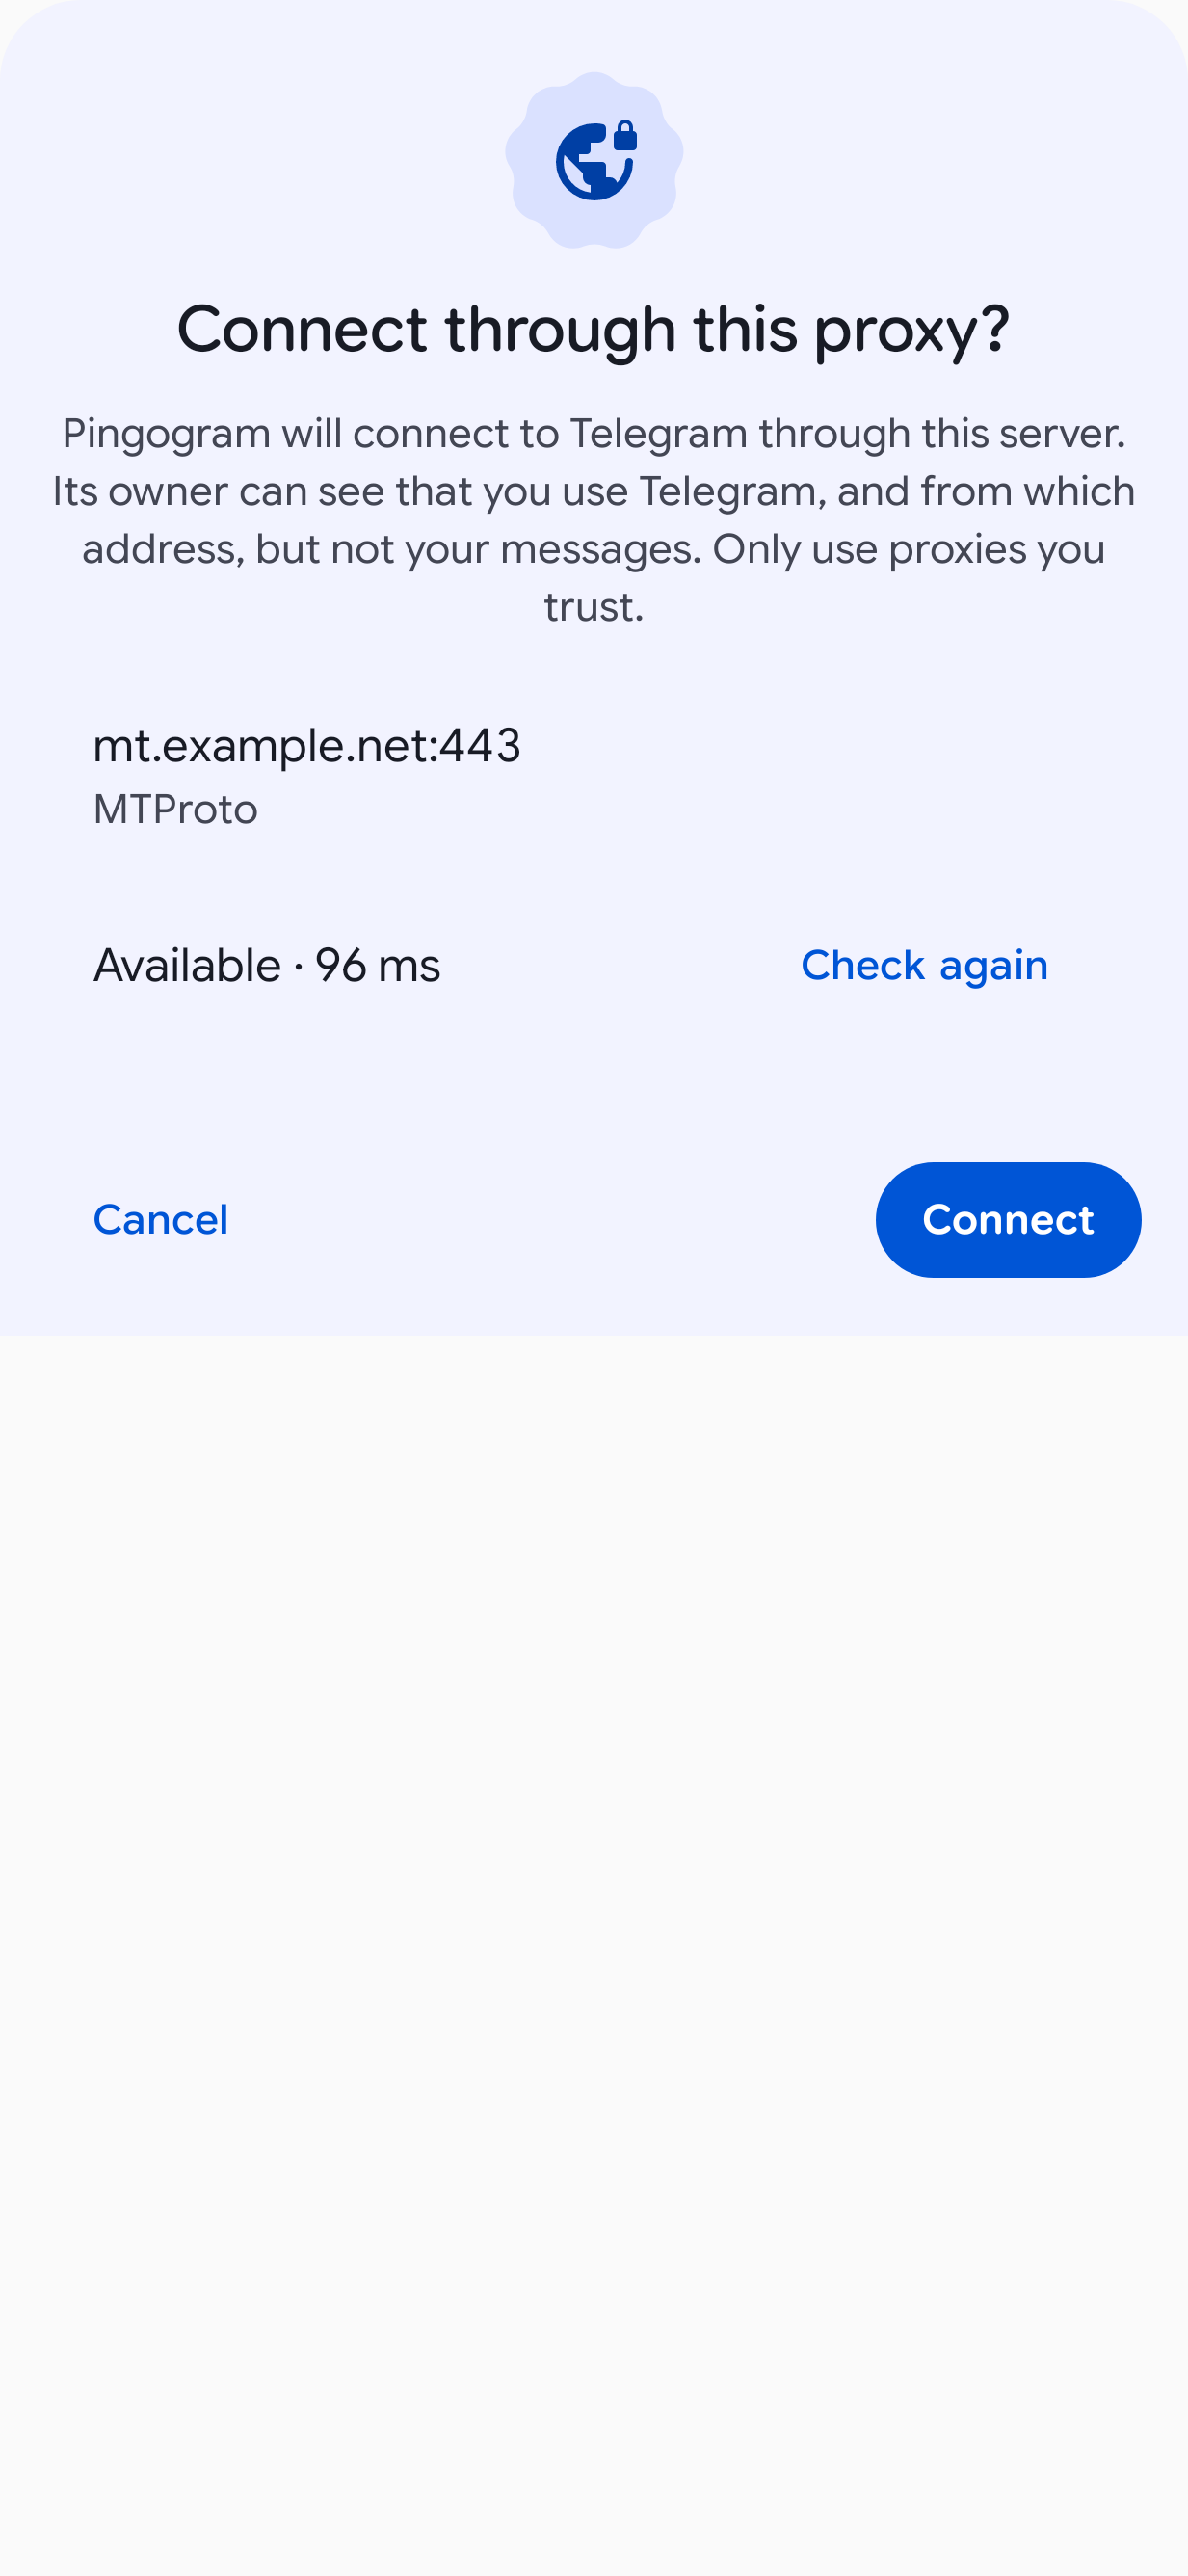 Connect through this proxy?
Pingogram will connect to Telegram through this server.
Its owner can see that you use Telegram, and from which
address, but not your messages. Only use proxies you
trust.
mt.example.net:443
MTProto
Available · 96 ms
Check again
Cancel
Connect